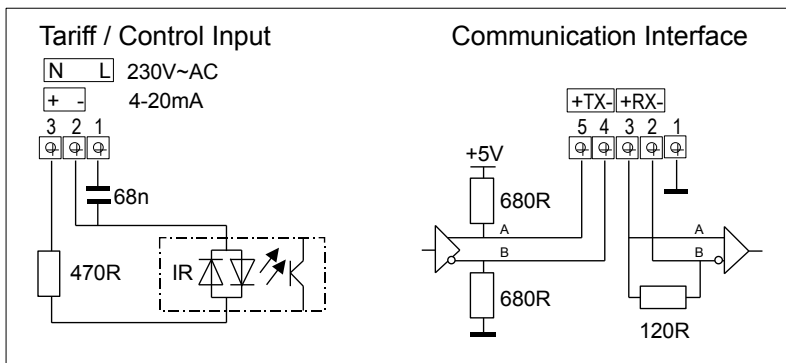 Tariff / Control Input
N L 230V~AC
+ - 4-20mA
3 2 1
68n
470R
IR
Communication Interface
+TX- +RX-
5 4 3 2 1
+5V
680R
A
B
A
B
680R
120R